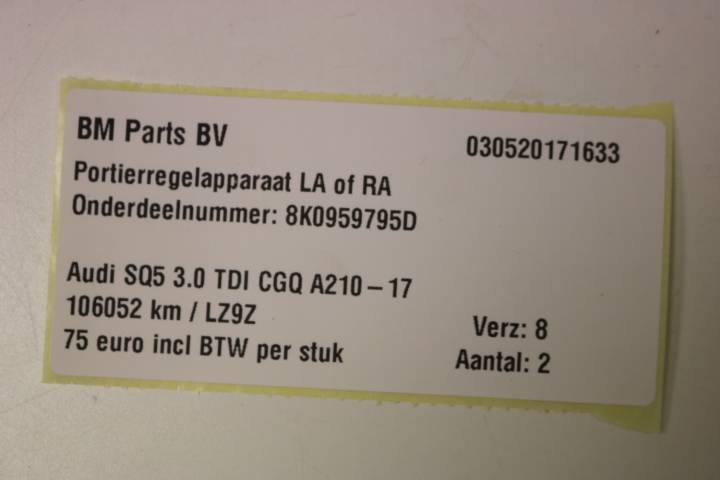 BM Parts BV 030520171633
Portierregelapparaat LA of RA
Onderdeelnummer: 8K0959795D
Audi SQ5 3.0 TDI CGQ A210-17
106052 km / LZ9Z Verz: 8
75 euro incl BTW per stuk Aantal: 2